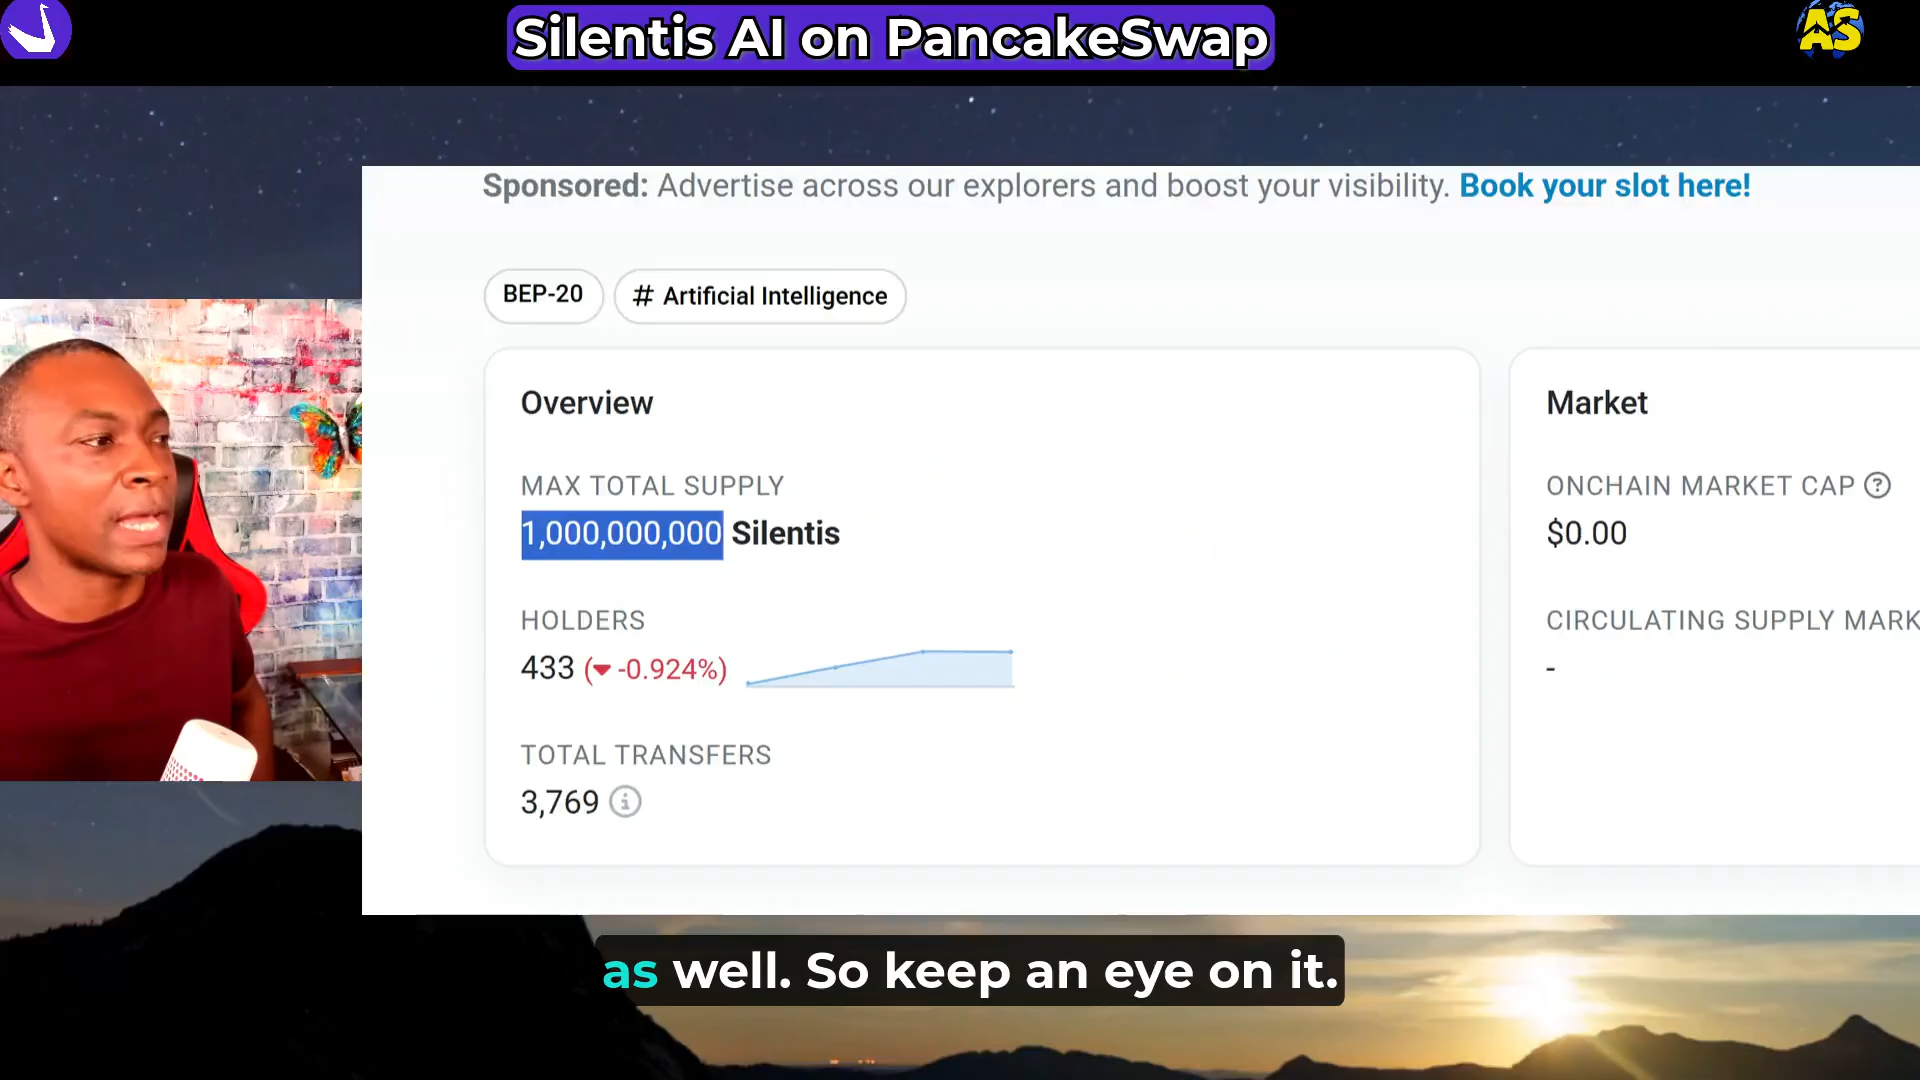 Silentis AI on PancakeSwap
AS
Sponsored: Advertise across our explorers and boost your visibility. Book your slot here!
BEP-20
# Artificial Intelligence
Overview
MAX TOTAL SUPPLY
1,000,000,000 Silentis
HOLDERS
433 (-0.924%)
TOTAL TRANSFERS
3,769
Market
ONCHAIN MARKET CAP
$0.00
CIRCULATING SUPPLY MARK
-
as well. So keep an eye on it.